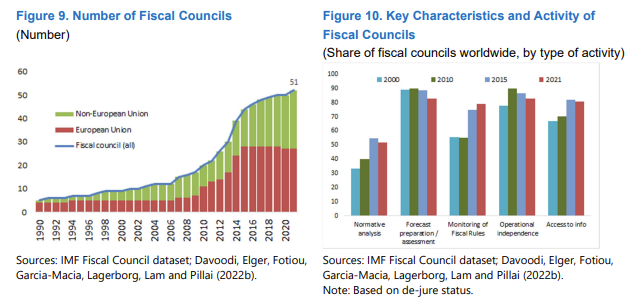 Figure 9. Number of Fiscal Councils
(Number)
60
50
40
30
20
10
0
51
Non-European Union
European Union
Fiscal council (all)
1990
1992
1994
1996
1998
2000
2002
2004
2006
2008
2010
2012
2014
2016
2018
2020
Sources: IMF Fiscal Council dataset; Davoodi, Elger, Fotiou,
Garcia-Macia, Lagerborg, Lam and Pillai (2022b).
Figure 10. Key Characteristics and Activity of
Fiscal Councils
(Share of fiscal councils worldwide, by type of activity)
100
90
80
70
60
50
40
30
20
10
0
2000 2010 2015 2021
Normative
analysis
Forecast
preparation /
assessment
Monitoring of
Fiscal Rules
Operational
independence
Access to info
Sources: IMF Fiscal Council dataset; Davoodi, Elger, Fotiou,
Garcia-Macia, Lagerborg, Lam and Pillai (2022b).
Note: Based on de-jure status.